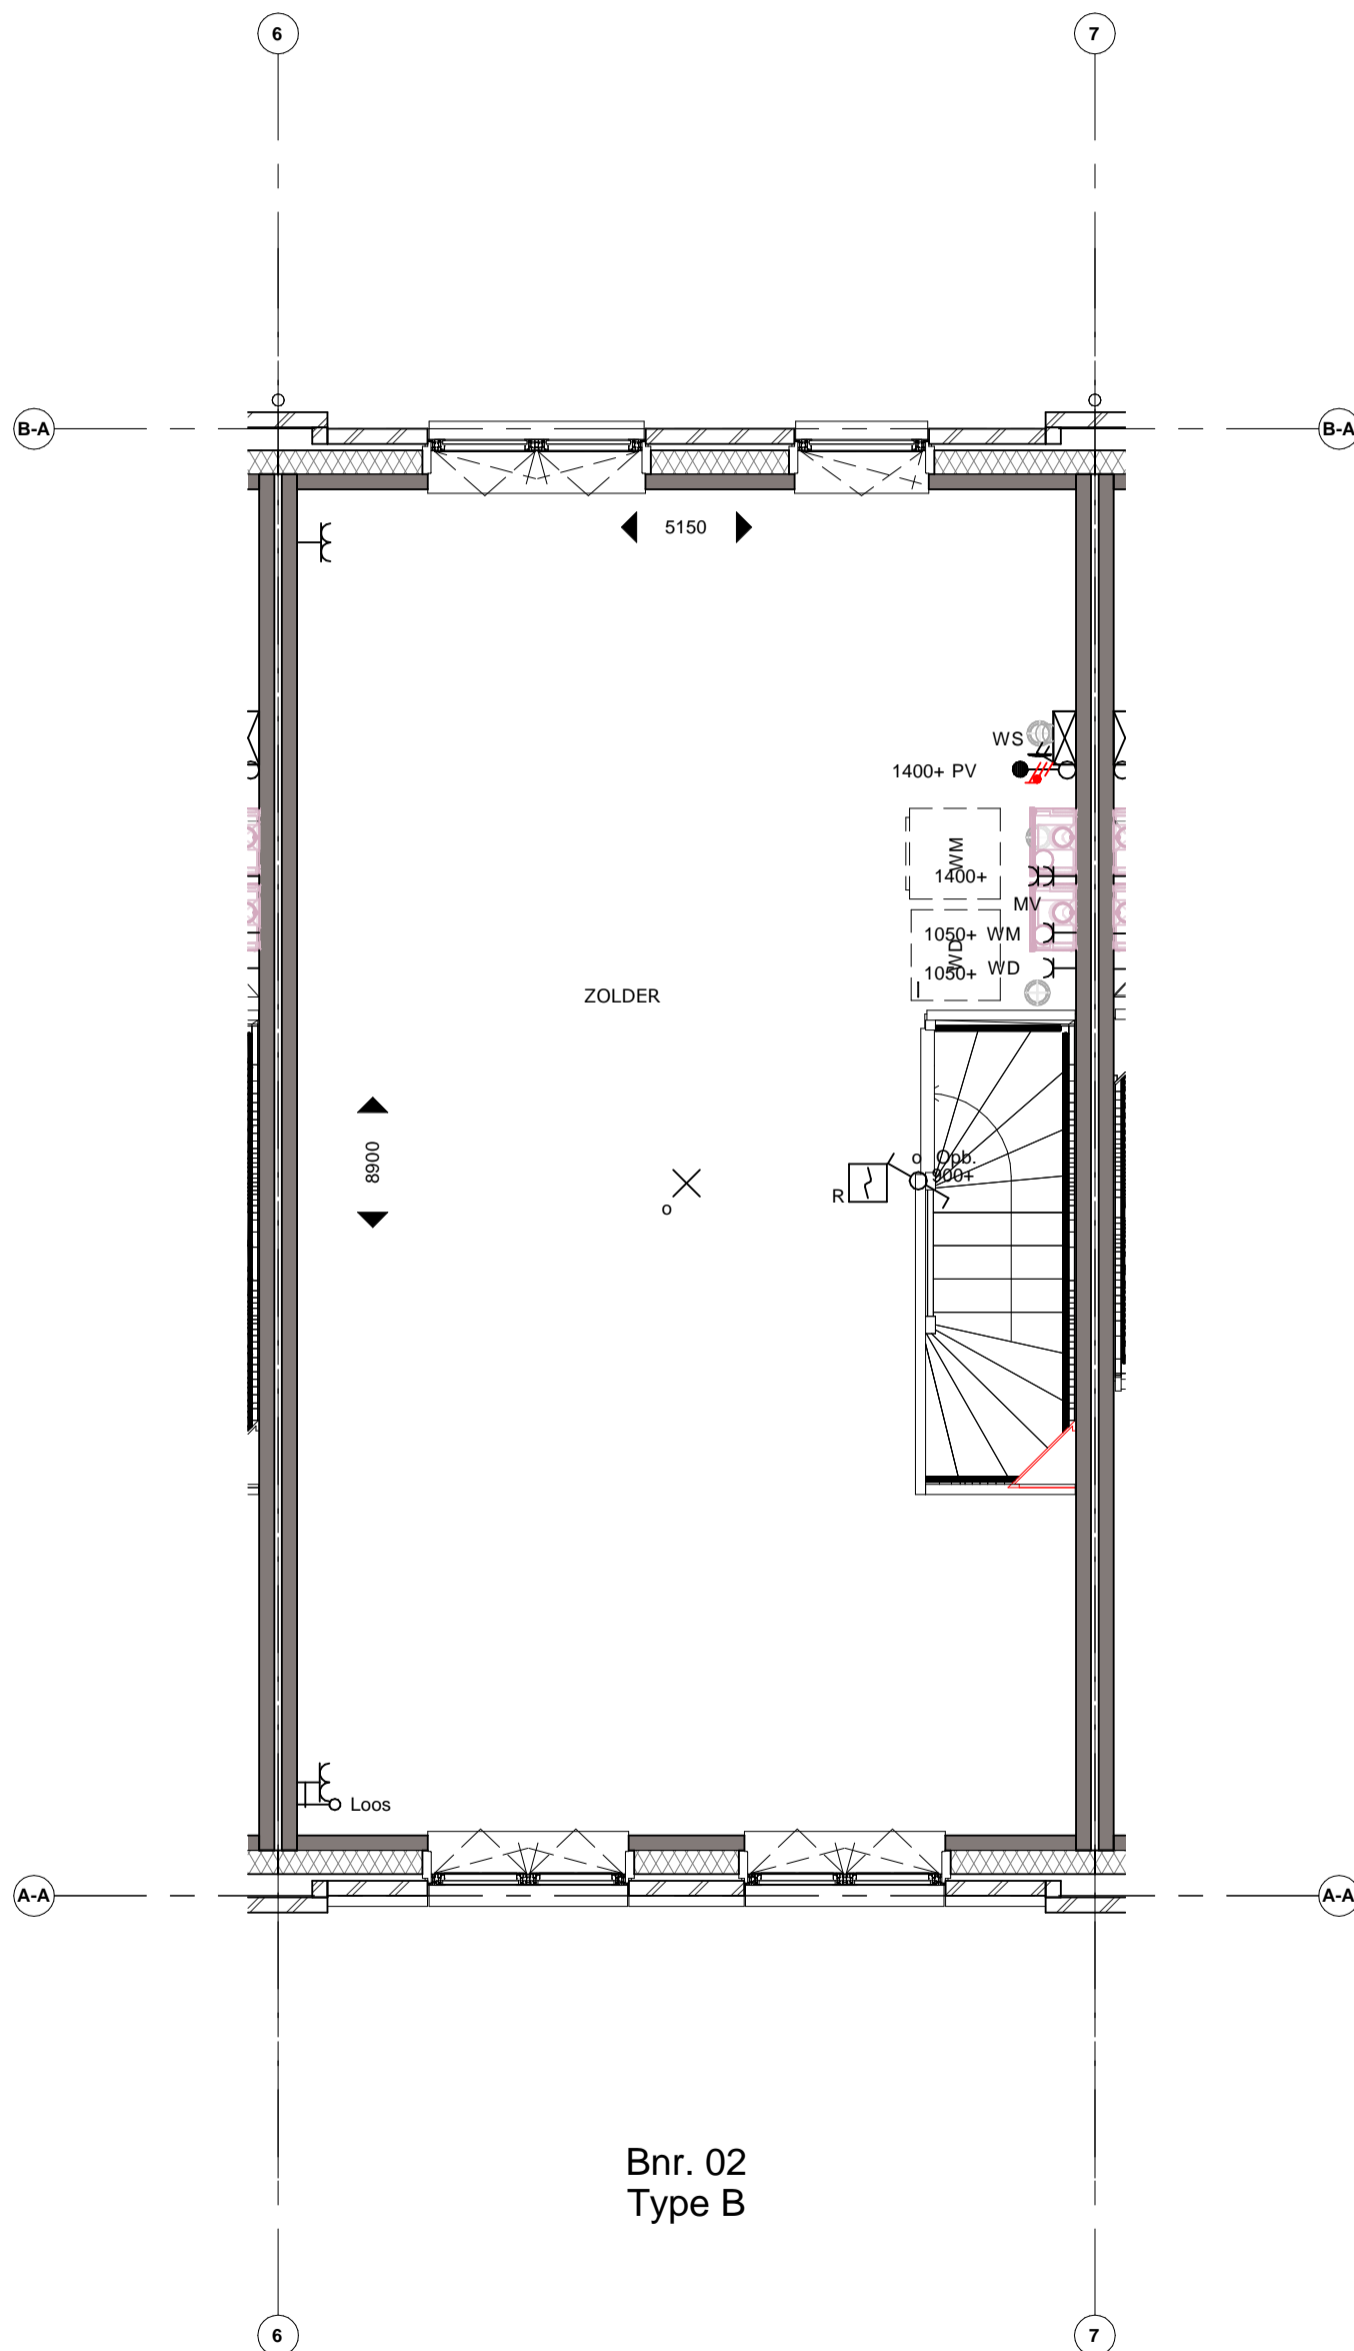 6 7
B-A B-A
5150
WS
1400+ PV
WM
1400+
MV
1050+ WM
WD
1050+ WD
ZOLDER
8900
o Opb.
900+
R
o
Loos
A-A A-A
Bnr. 02
Type B
6 7